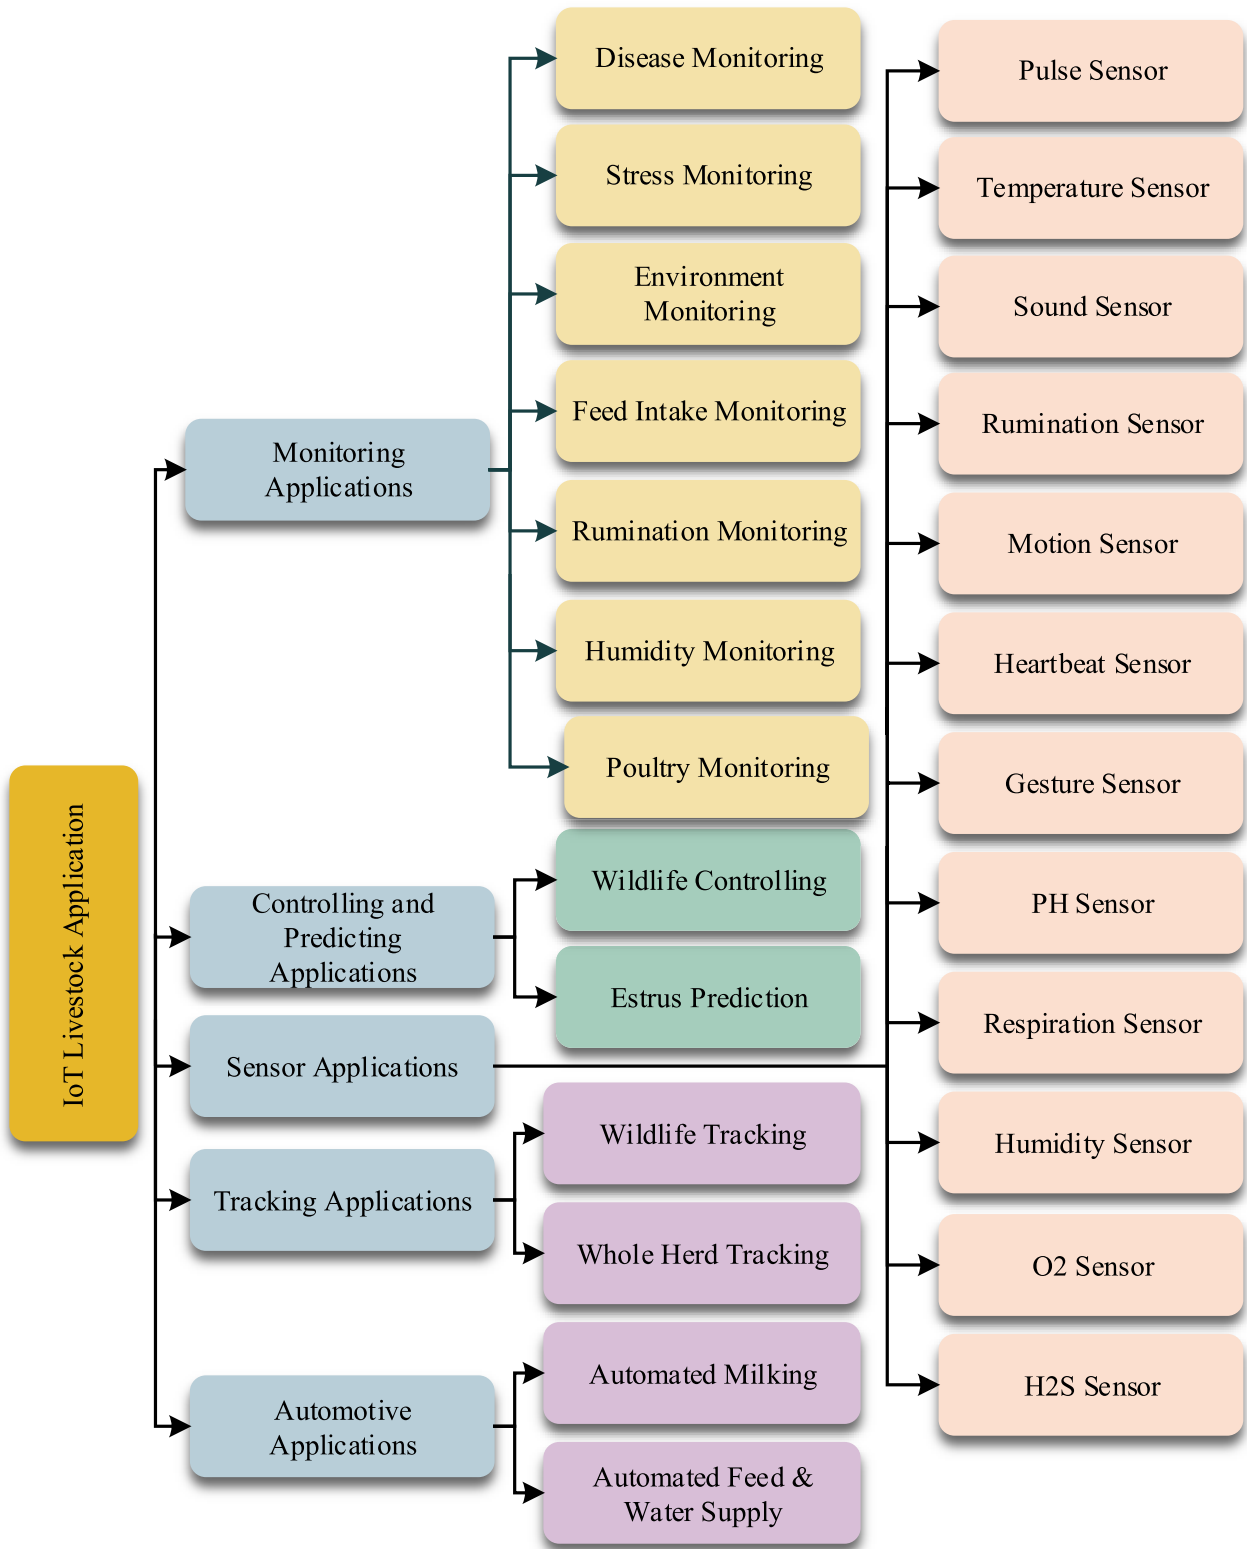 IoT Livestock Application
Monitoring
Applications
Disease Monitoring
Stress Monitoring
Environment
Monitoring
Feed Intake Monitoring
Rumination Monitoring
Humidity Monitoring
Poultry Monitoring
Controlling and
Predicting
Applications
Wildlife Controlling
Estrus Prediction
Sensor Applications
Pulse Sensor
Temperature Sensor
Sound Sensor
Rumination Sensor
Motion Sensor
Heartbeat Sensor
Gesture Sensor
PH Sensor
Respiration Sensor
Humidity Sensor
O2 Sensor
H2S Sensor
Tracking Applications
Wildlife Tracking
Whole Herd Tracking
Automotive
Applications
Automated Milking
Automated Feed &
Water Supply